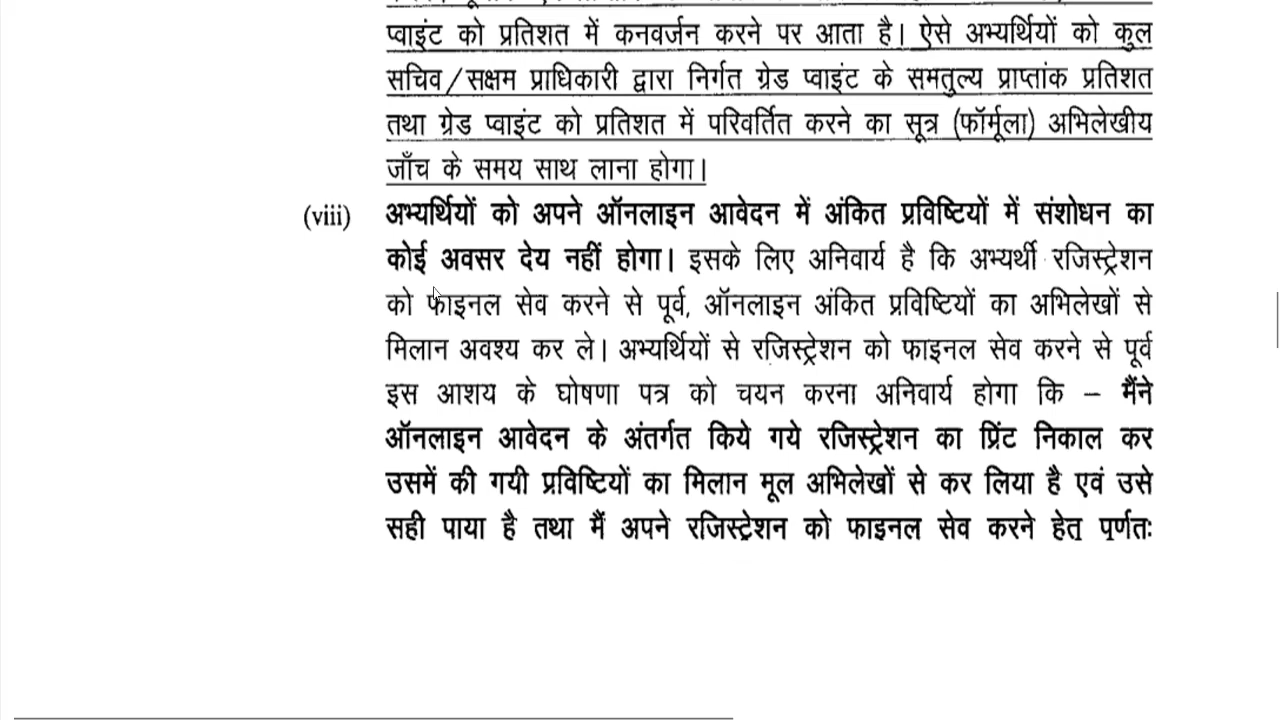 प्वाइंट को प्रतिशत में कनवर्जन करने पर आता है। ऐसे अभ्यर्थियों को कुल
सचिव/सक्षम प्राधिकारी द्वारा निर्गत ग्रेड प्वाइंट के समतुल्य प्राप्तांक प्रतिशत
तथा ग्रेड प्वाइंट को प्रतिशत में परिवर्तित करने का सूत्र (फॉर्मूला) अभिलेखीय
जाँच के समय साथ लाना होगा।
(viii) अभ्यर्थियों को अपने ऑनलाइन आवेदन में अंकित प्रविष्टियों में संशोधन का
कोई अवसर देय नहीं होगा। इसके लिए अनिवार्य है कि अभ्यर्थी रजिस्ट्रेशन
को फाइनल सेव करने से पूर्व, ऑनलाइन अंकित प्रविष्टियों का अभिलेखों से
मिलान अवश्य कर ले। अभ्यर्थियों से रजिस्ट्रेशन को फाइनल सेव करने से पूर्व
इस आशय के घोषणा पत्र को चयन करना अनिवार्य होगा कि – मैंने
ऑनलाइन आवेदन के अंतर्गत किये गये रजिस्ट्रेशन का प्रिंट निकाल कर
उसमें की गयी प्रविष्टियों का मिलान मूल अभिलेखों से कर लिया है एवं उसे
सही पाया है तथा मैं अपने रजिस्ट्रेशन को फाइनल सेव करने हेतु पूर्णतः